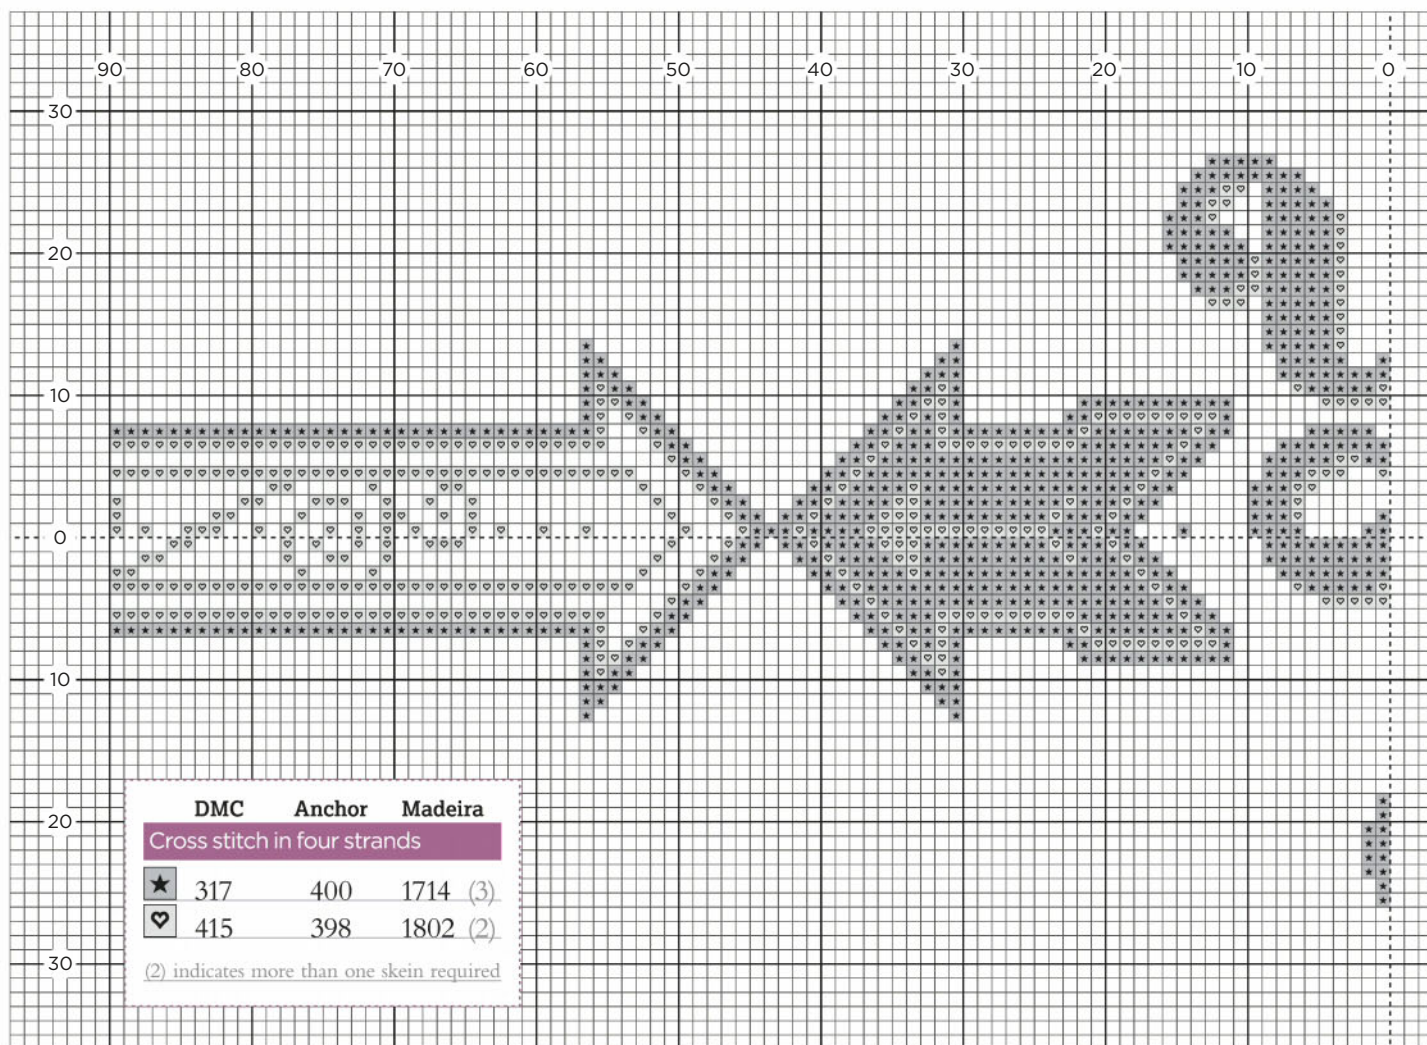 90 80 70 60 50 40 30 20 10 0
30
20
10
0
10
20
30
DMC Anchor Madeira
Cross stitch in four strands
317 400 1714 (3)
415 398 1802 (2)
(2) indicates more than one skein required